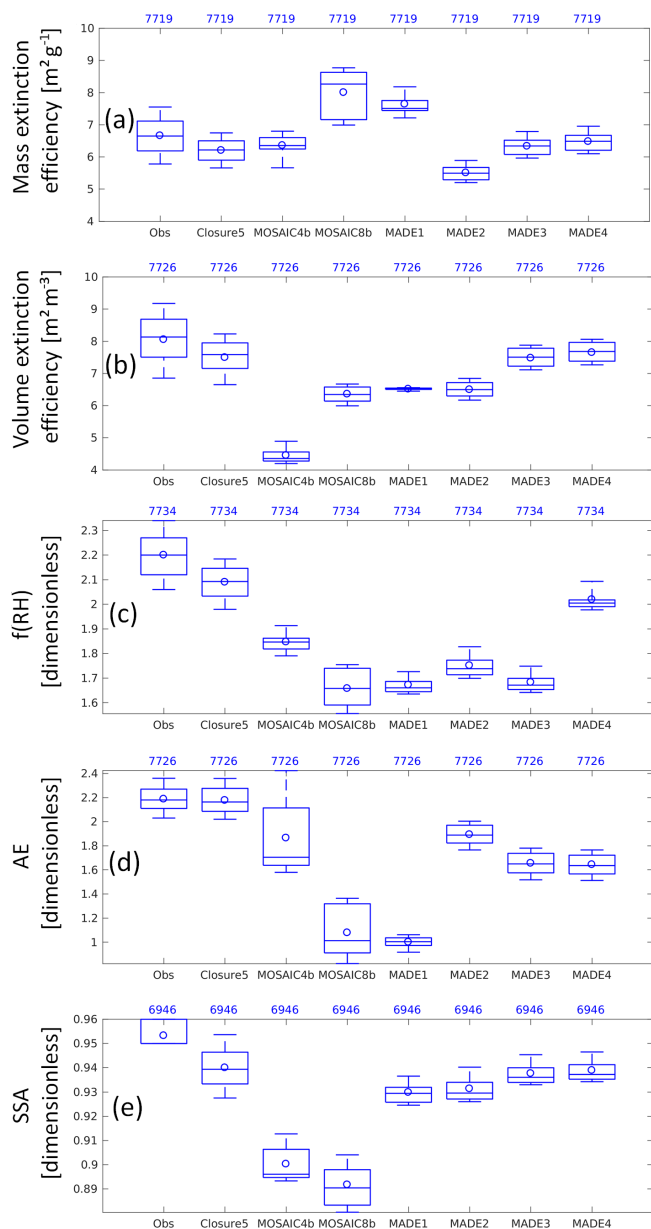 7719 7719 7719 7719 7719 7719 7719 7719
10
9
8
7
6
5
4
Mass extinction
efficiency [m² g⁻¹]
(a)
Obs Closure5 MOSAIC4b MOSAIC8b MADE1 MADE2 MADE3 MADE4
7726 7726 7726 7726 7726 7726 7726 7726
10
9
8
7
6
5
4
Volume extinction
efficiency [m² m⁻³]
(b)
Obs Closure5 MOSAIC4b MOSAIC8b MADE1 MADE2 MADE3 MADE4
7734 7734 7734 7734 7734 7734 7734 7734
2.3
2.2
2.1
2
1.9
1.8
1.7
1.6
f(RH)
[dimensionless]
(c)
Obs Closure5 MOSAIC4b MOSAIC8b MADE1 MADE2 MADE3 MADE4
7726 7726 7726 7726 7726 7726 7726 7726
2.4
2.2
2
1.8
1.6
1.4
1.2
1
AE
[dimensionless]
(d)
Obs Closure5 MOSAIC4b MOSAIC8b MADE1 MADE2 MADE3 MADE4
6946 6946 6946 6946 6946 6946 6946 6946
0.96
0.95
0.94
0.93
0.92
0.91
0.9
0.89
SSA
[dimensionless]
(e)
Obs Closure5 MOSAIC4b MOSAIC8b MADE1 MADE2 MADE3 MADE4